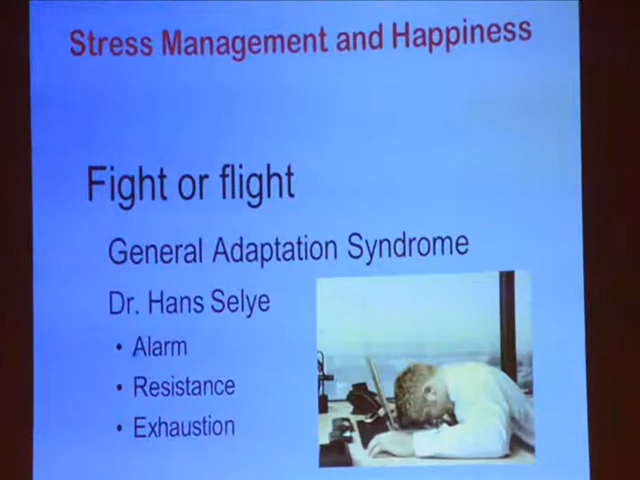 Stress Management and Happiness
Fight or flight
General Adaptation Syndrome
Dr. Hans Selye
• Alarm
• Resistance
• Exhaustion